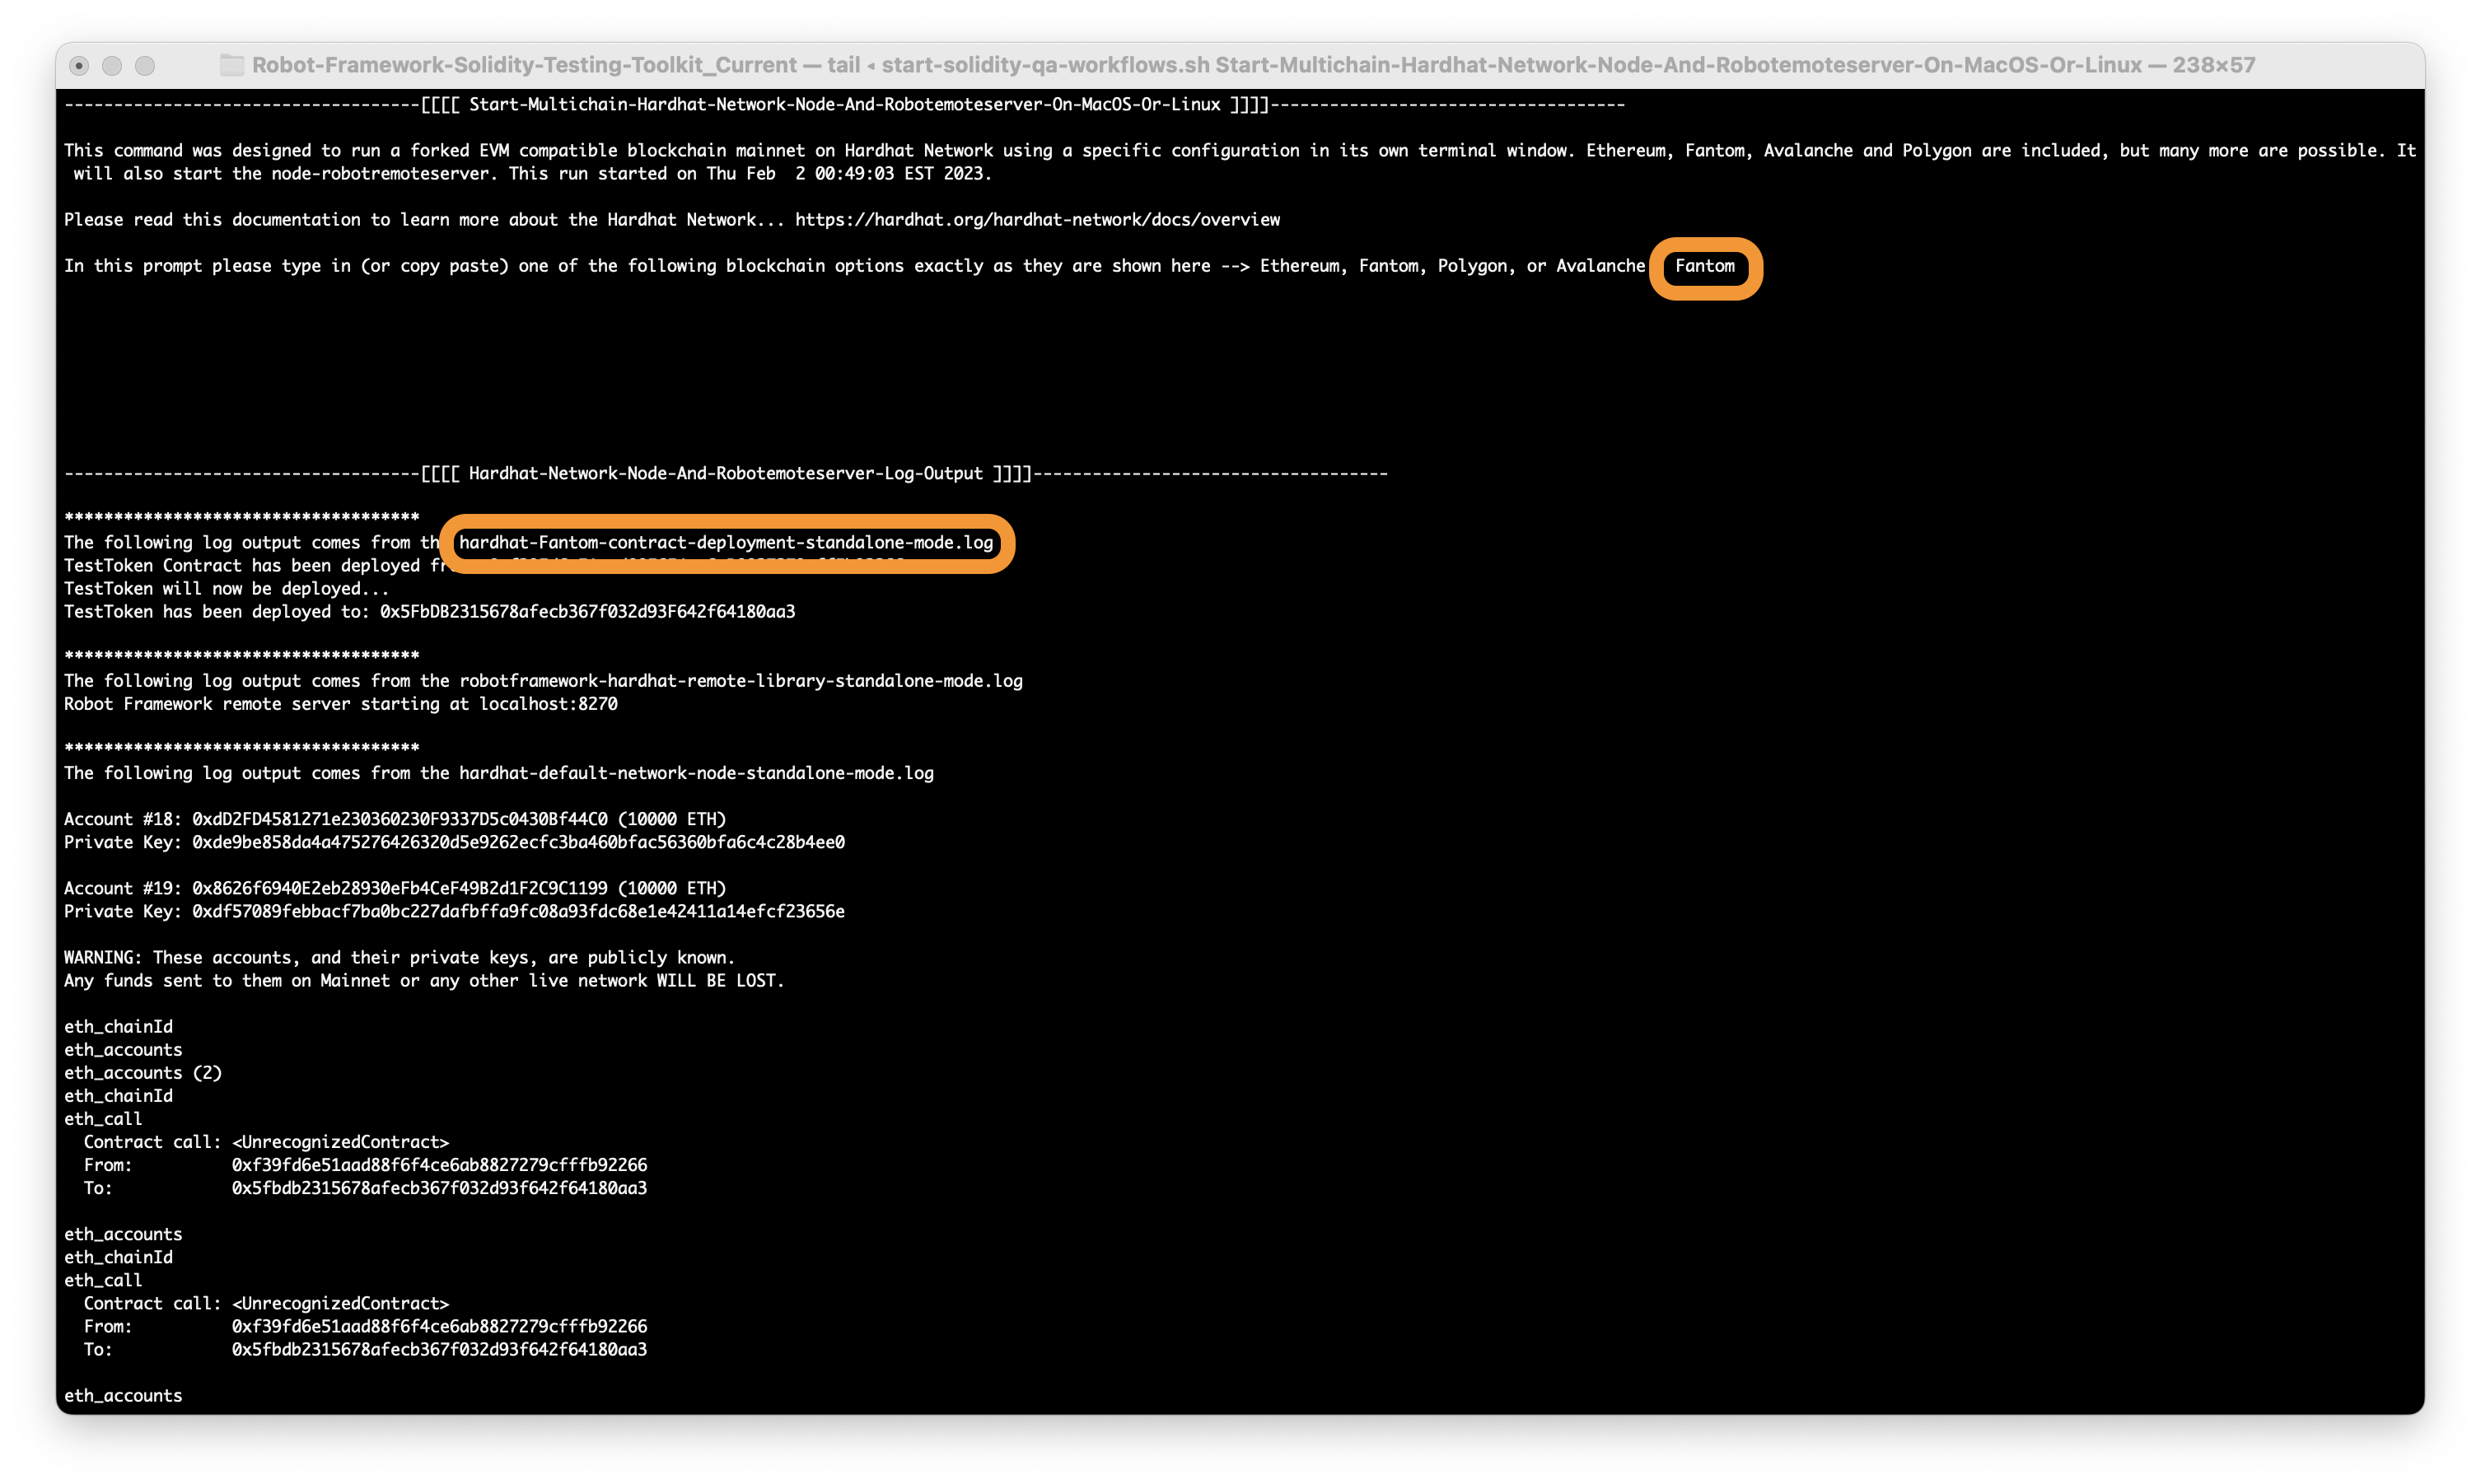 Robot-Framework-Solidity-Testing-Toolkit_Current — tail ◂ start-solidity-qa-workflows.sh Start-Multichain-Hardhat-Network-Node-And-Robotemoteserver-On-MacOS-Or-Linux — 238×57
------------------------------------[[[[ Start-Multichain-Hardhat-Network-Node-And-Robotemoteserver-On-MacOS-Or-Linux ]]]]------------------------------------
This command was designed to run a forked EVM compatible blockchain mainnet on Hardhat Network using a specific configuration in its own terminal window. Ethereum, Fantom, Avalanche and Polygon are included, but many more are possible. It
will also start the node-robotremoteserver. This run started on Thu Feb  2 00:49:03 EST 2023.
Please read this documentation to learn more about the Hardhat Network... https://hardhat.org/hardhat-network/docs/overview
In this prompt please type in (or copy paste) one of the following blockchain options exactly as they are shown here --> Ethereum, Fantom, Polygon, or Avalanche Fantom
------------------------------------[[[[ Hardhat-Network-Node-And-Robotemoteserver-Log-Output ]]]]------------------------------------
************************************
The following log output comes from th hardhat-Fantom-contract-deployment-standalone-mode.log
TestToken Contract has been deployed
TestToken will now be deployed...
TestToken has been deployed to: 0x5FbDB2315678afecb367f032d93F642f64180aa3
************************************
The following log output comes from the robotframework-hardhat-remote-library-standalone-mode.log
Robot Framework remote server starting at localhost:8270
************************************
The following log output comes from the hardhat-default-network-node-standalone-mode.log
Account #18: 0xdD2FD4581271e230360230F9337D5c0430Bf44C0 (10000 ETH)
Private Key: 0xde9be858da4a475276426320d5e9262ecfc3ba460bfac56360bfa6c4c28b4ee0
Account #19: 0x8626f6940E2eb28930eFb4CeF49B2d1F2C9C1199 (10000 ETH)
Private Key: 0xdf57089febbacf7ba0bc227dafbffa9fc08a93fdc68e1e42411a14efcf23656e
WARNING: These accounts, and their private keys, are publicly known.
Any funds sent to them on Mainnet or any other live network WILL BE LOST.
eth_chainId
eth_accounts
eth_accounts (2)
eth_chainId
eth_call
Contract call: <UnrecognizedContract>
From: 0xf39fd6e51aad88f6f4ce6ab8827279cfffb92266
To: 0x5fbdb2315678afecb367f032d93f642f64180aa3
eth_accounts
eth_chainId
eth_call
Contract call: <UnrecognizedContract>
From: 0xf39fd6e51aad88f6f4ce6ab8827279cfffb92266
To: 0x5fbdb2315678afecb367f032d93f642f64180aa3
eth_accounts